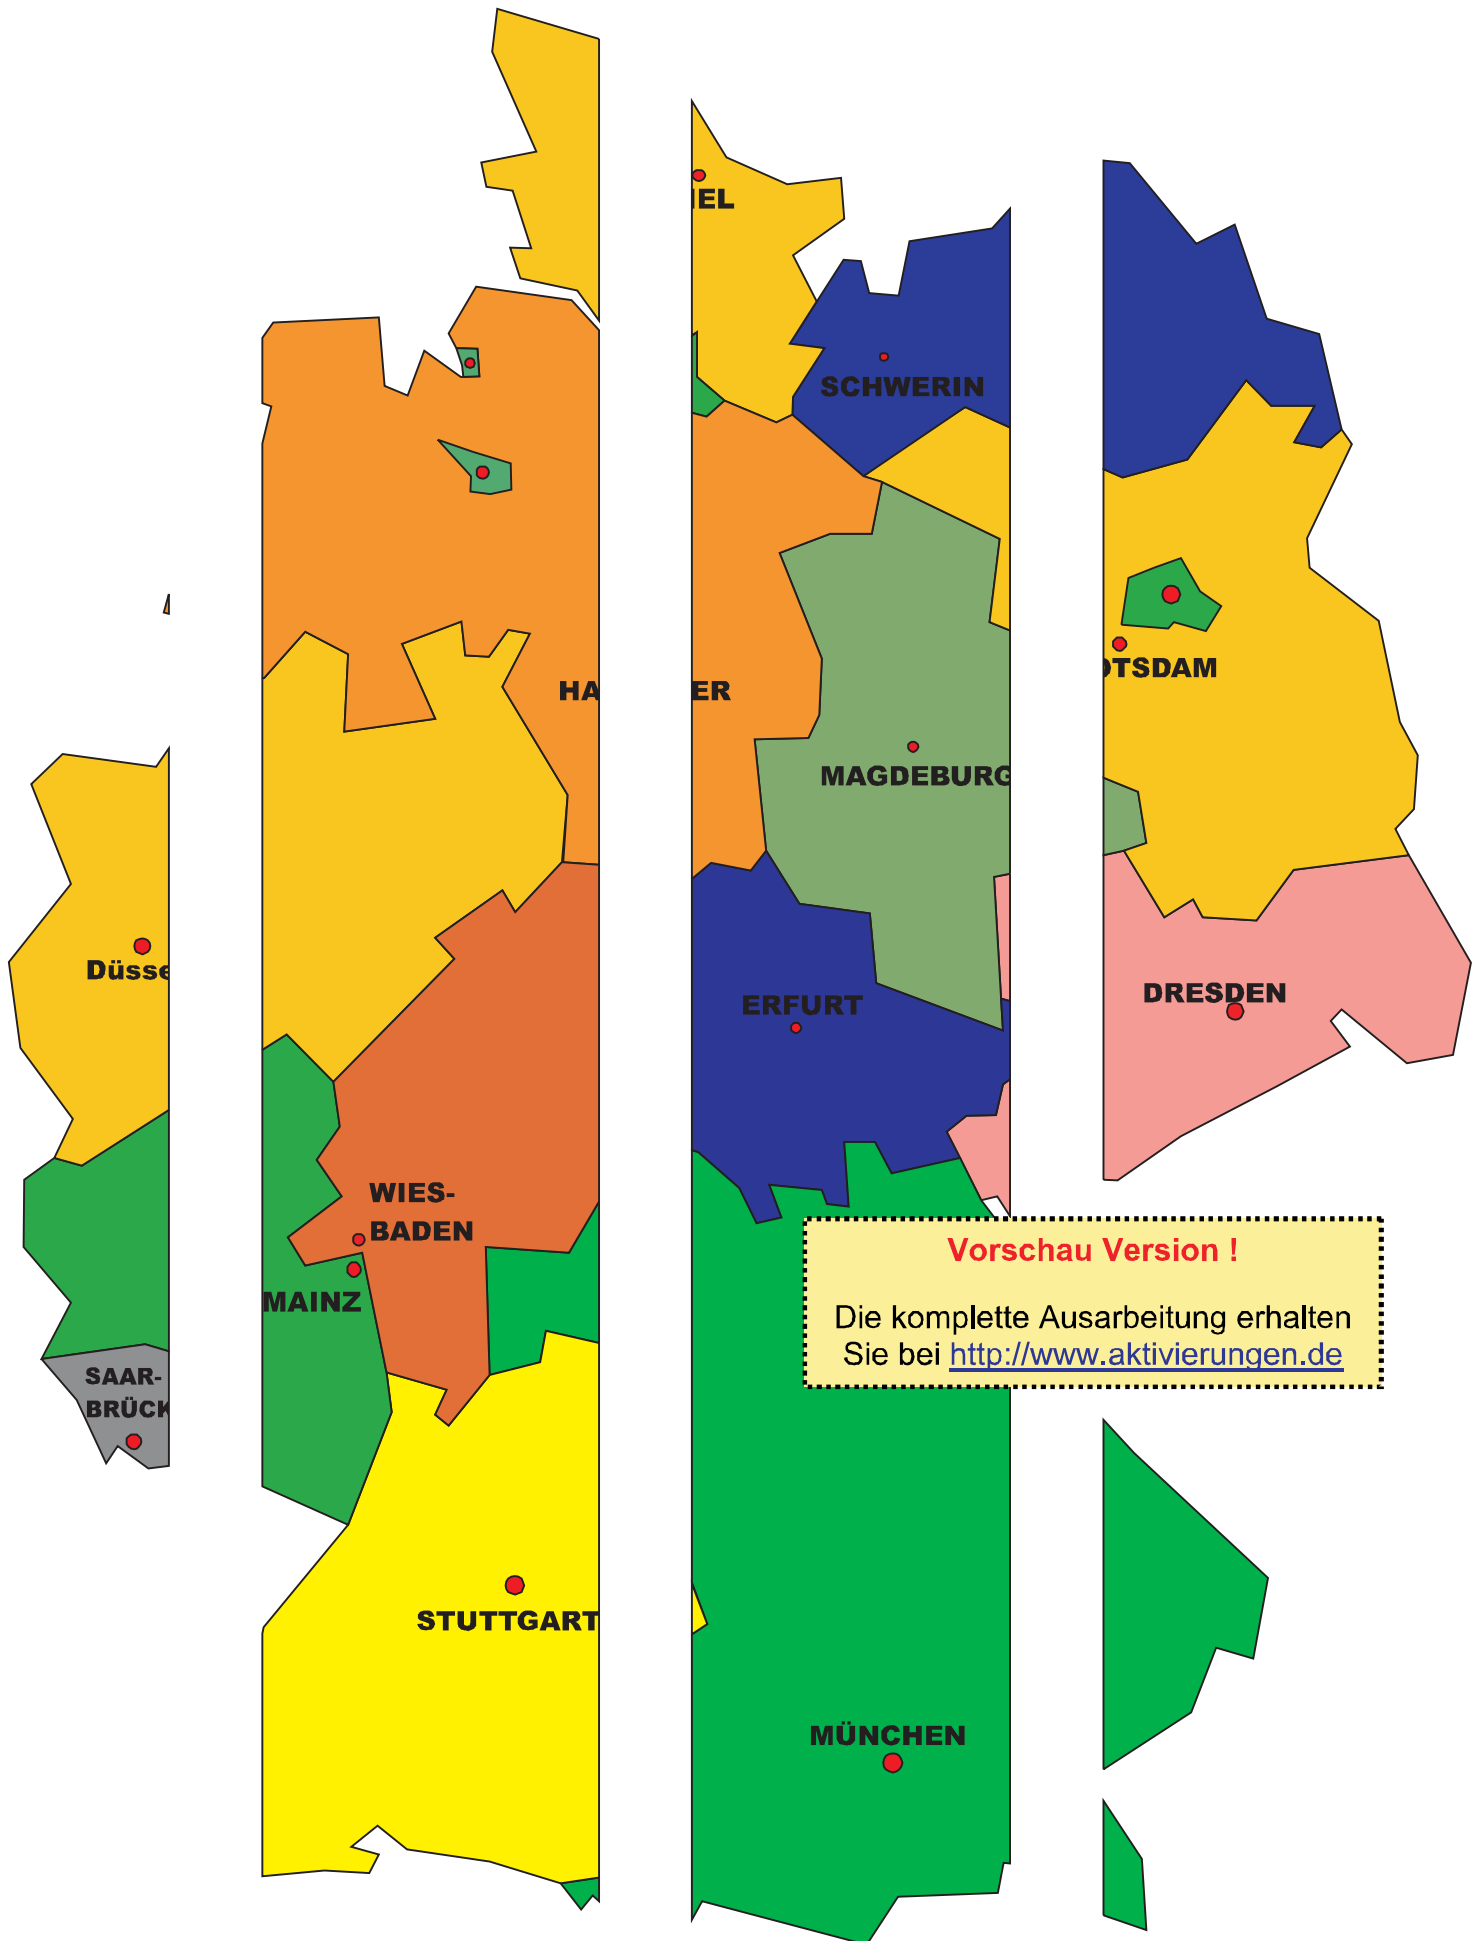 IEL
SCHWERIN
HA
ER
OTSDAM
MAGDEBURG
Düsse
DRESDEN
ERFURT
WIES-
BADEN
MAINZ
Vorschau Version !
Die komplette Ausarbeitung erhalten
Sie bei http://www.aktivierungen.de
SAAR-
BRÜCK
STUTTGART
MÜNCHEN